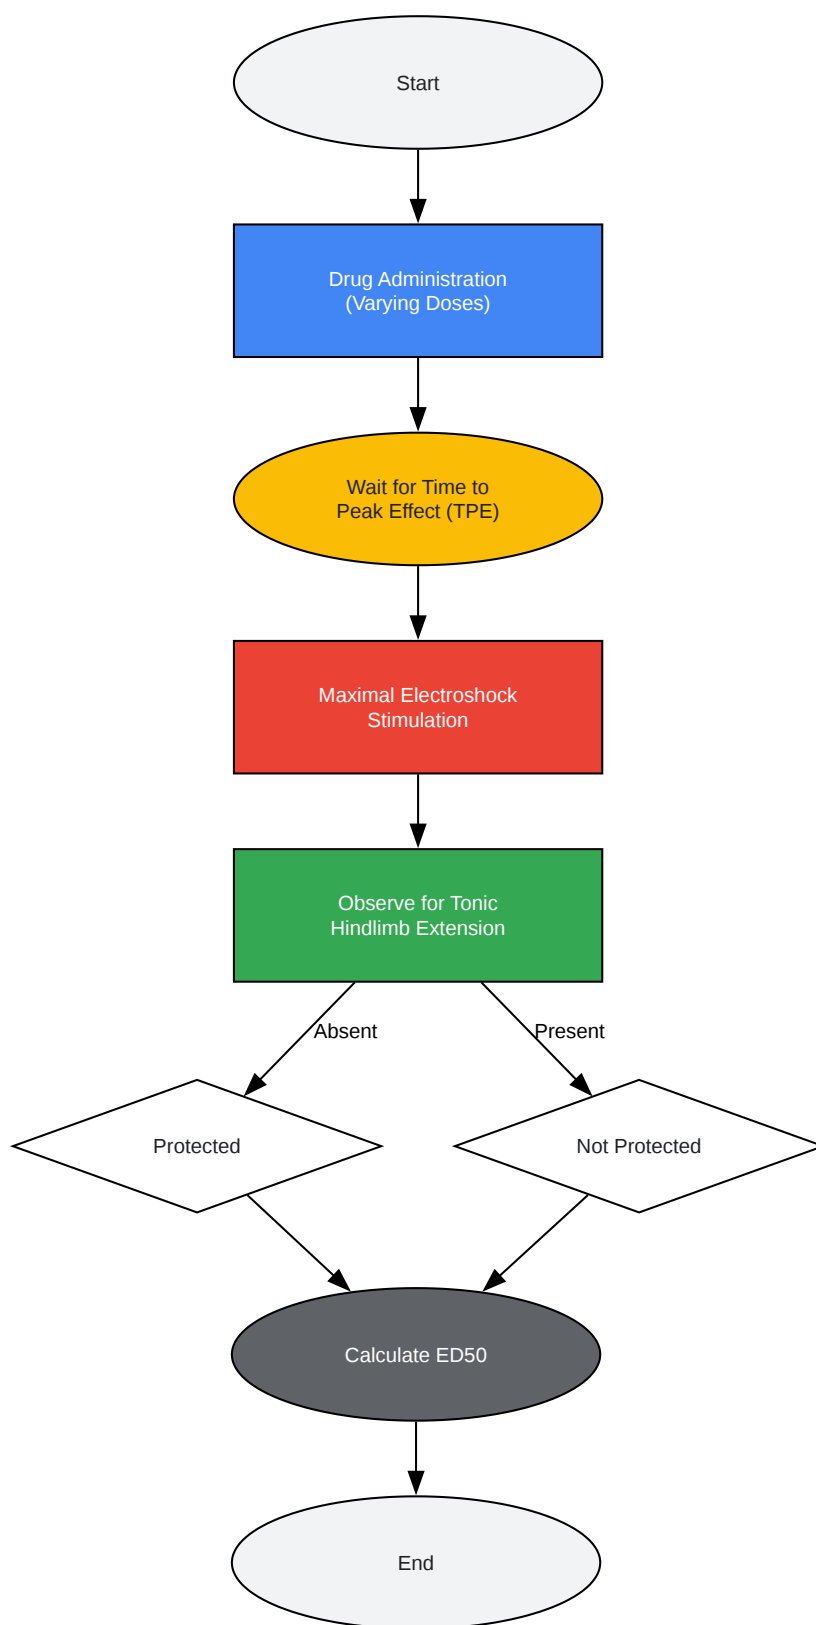 Start
Drug Administration
(Varying Doses)
Wait for Time to
Peak Effect (TPE)
Maximal Electroshock
Stimulation
Observe for Tonic
Hindlimb Extension
Absent
Present
Protected
Not Protected
Calculate ED50
End